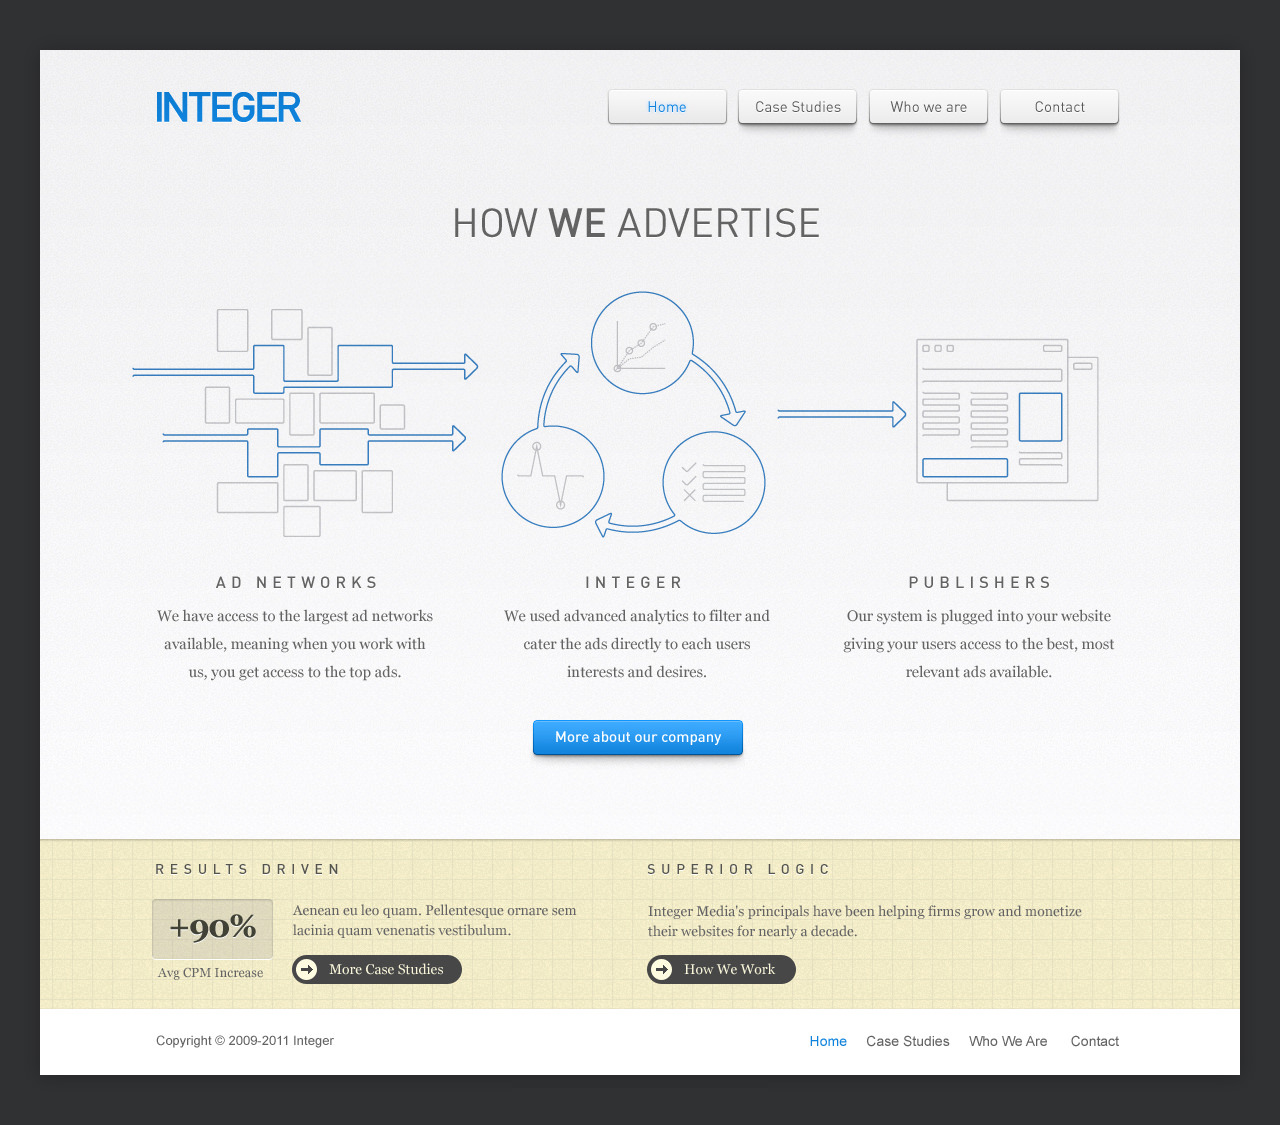 INTEGER
Home
Case Studies
Who we are
Contact
HOW WE ADVERTISE
AD NETWORKS
We have access to the largest ad networks
available, meaning when you work with
us, you get access to the top ads.
INTEGER
We used advanced analytics to filter and
cater the ads directly to each users
interests and desires.
PUBLISHERS
Our system is plugged into your website
giving your users access to the best, most
relevant ads available.
More about our company
RESULTS DRIVEN
+90%
Avg CPM Increase
Aenean eu leo quam. Pellentesque ornare sem
lacinia quam venenatis vestibulum.
More Case Studies
SUPERIOR LOGIC
Integer Media's principals have been helping firms grow and monetize
their websites for nearly a decade.
How We Work
Copyright © 2009-2011 Integer
Home
Case Studies
Who We Are
Contact